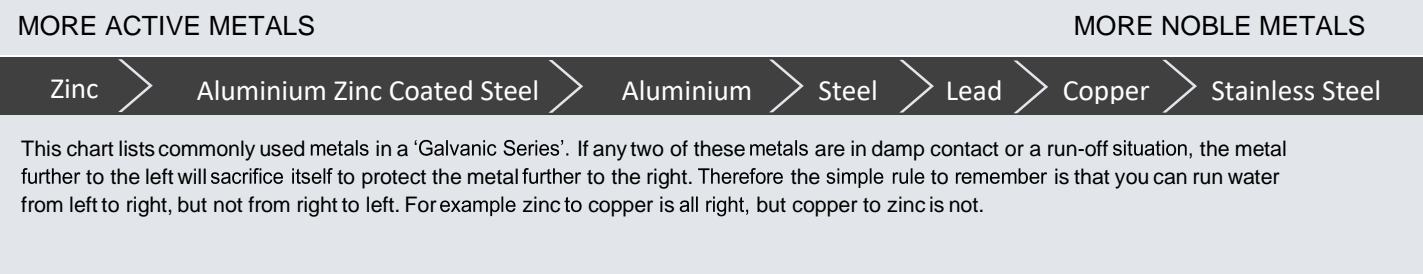 MORE ACTIVE METALS MORE NOBLE METALS
Zinc Aluminium Zinc Coated Steel Aluminium Steel Lead Copper Stainless Steel
This chart lists commonly used metals in a ‘Galvanic Series’. If any two of these metals are in damp contact or a run-off situation, the metal
further to the left will sacrifice itself to protect the metal further to the right. Therefore the simple rule to remember is that you can run water
from left to right, but not from right to left. For example zinc to copper is all right, but copper to zinc is not.